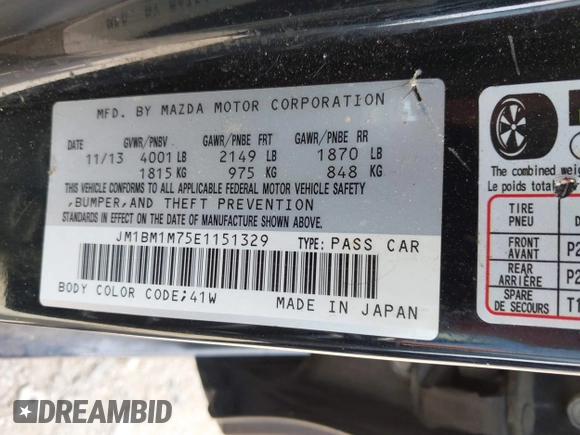 MFD. BY MAZDA MOTOR CORPORATION
DATE GVWR/PNBV GAWR/PNBE FRT GAWR/PNBE RR
11/13 4001 LB 2149 LB 1870 LB
1815 KG 975 KG 848 KG
THIS VEHICLE CONFORMS TO ALL APPLICABLE FEDERAL MOTOR VEHICLE SAFETY
,BUMPER,AND THEFT PREVENTION
STANDARDS IN EFFECT ON THE DATE OF MANUFACTURE SHOWN ABOVE.
JM1BM1M75E1151329 TYPE: PASS CAR
BODY COLOR CODE;41W MADE IN JAPAN
The combined
Le poids total
TIRE
PNEU
FRONT
AVANT
REAR
ARRIÈRE
SPARE
DE SECOURS
DREAMBID